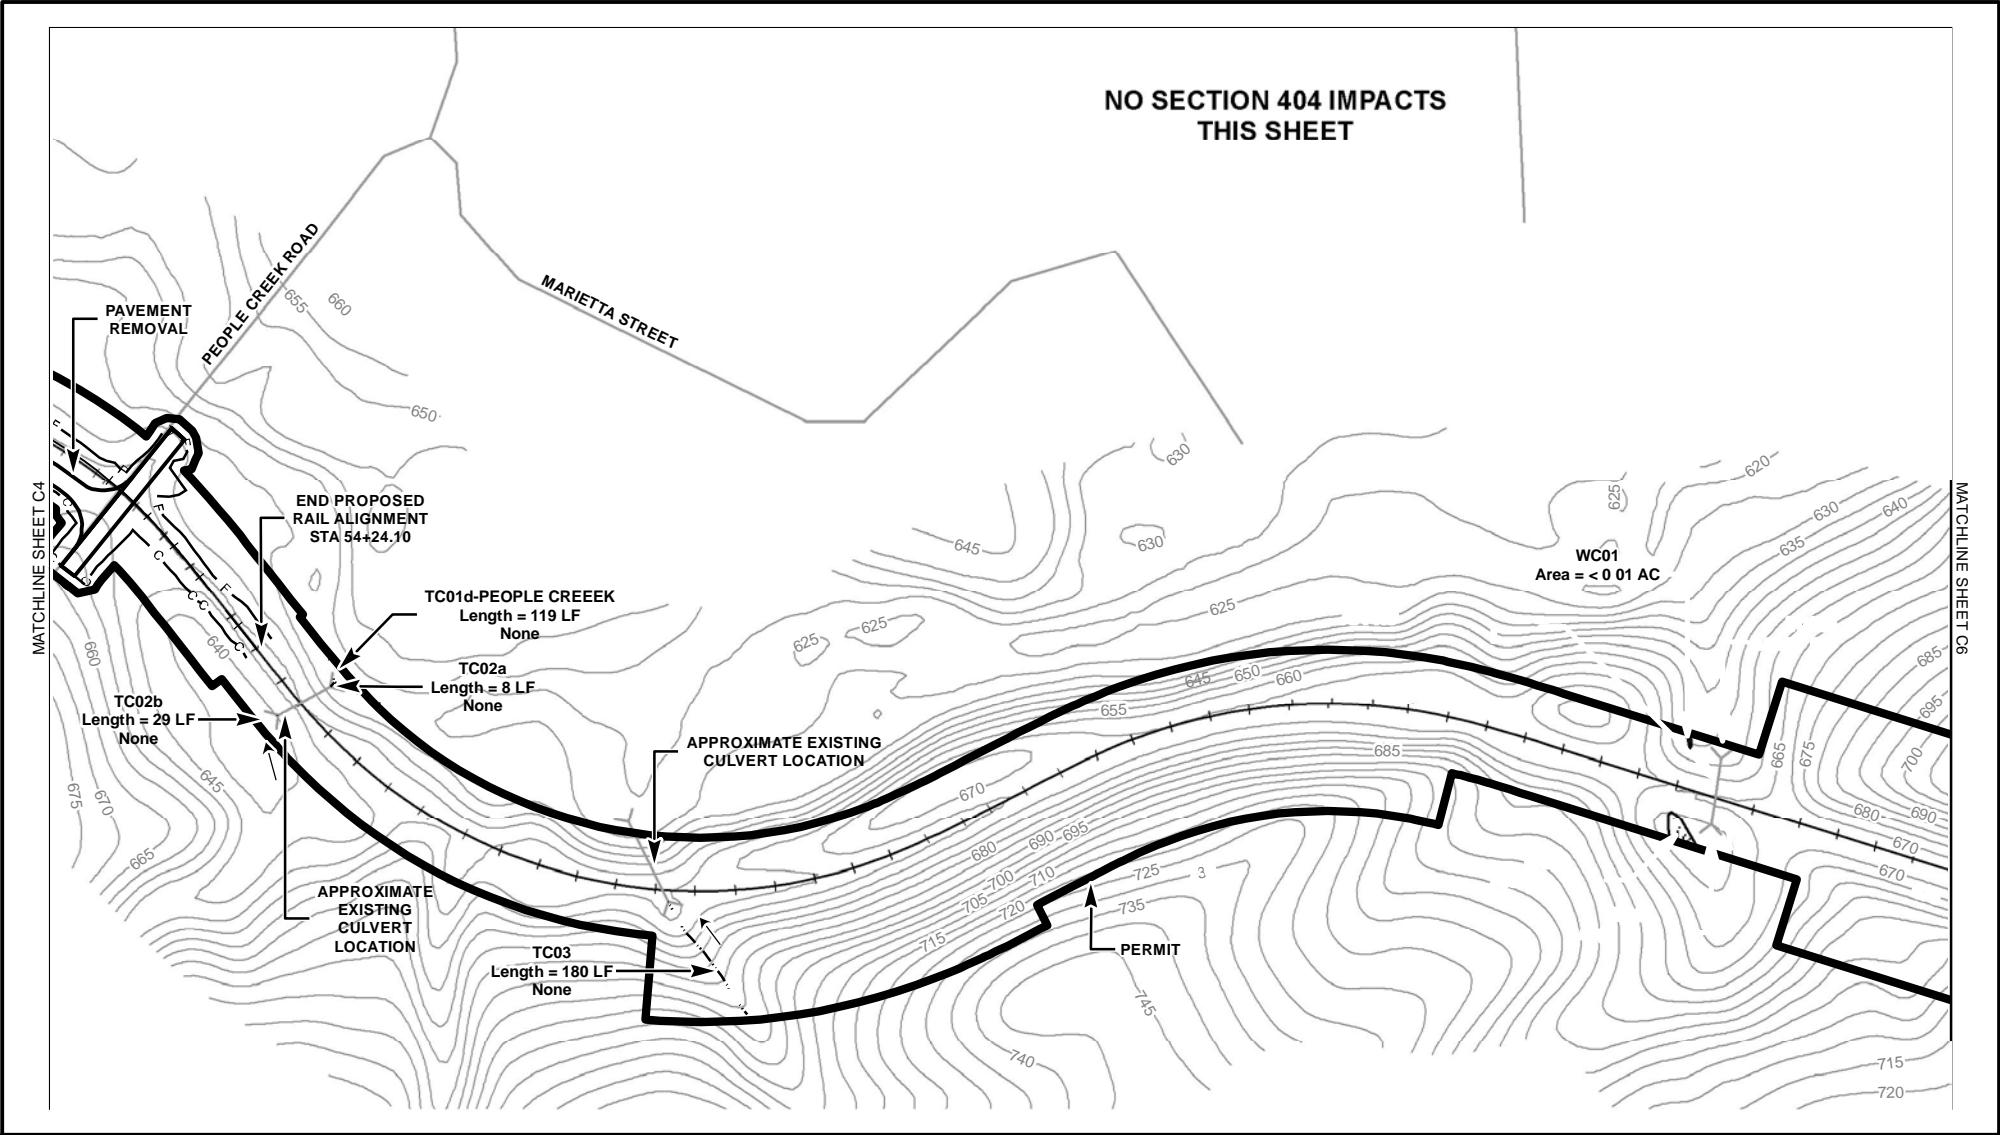 NO SECTION 404 IMPACTS
THIS SHEET
PEOPLE CREEK ROAD
MARIETTA STREET
PAVEMENT
REMOVAL
655
660
650
MATCHLINE SHEET C4
END PROPOSED
RAIL ALIGNMENT
STA 54+24.10
TC01d-PEOPLE CREEEK
Length = 119 LF
None
TC02a
Length = 8 LF
None
TC02b
Length = 29 LF
None
APPROXIMATE EXISTING
CULVERT LOCATION
APPROXIMATE
EXISTING
CULVERT
LOCATION
TC03
Length = 180 LF
None
PERMIT
WC01
Area = < 0 01 AC
MATCHLINE SHEET C6
F
F
F
F
F
C
C
C
C
C
660
640
645
675
670
665
645
630
630
625
625
625
620
625
630
640
635
645
650
660
655
685
670
680
690
695
700
710
705
720
715
725
3
735
745
740
665
675
685
695
700
680
690
670
670
715
720